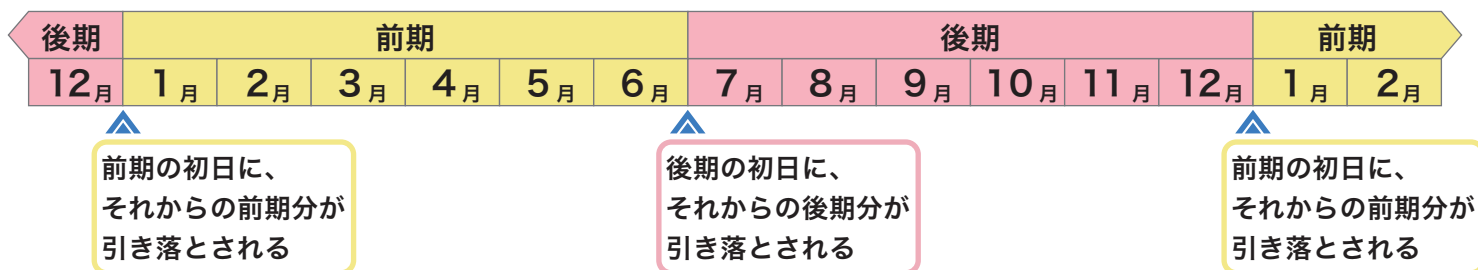 後期 前期 後期 前期
12月 1月 2月 3月 4月 5月 6月 7月 8月 9月 10月 11月 12月 1月 2月
前期の初日に、
それからの前期分が
引き落とされる
後期の初日に、
それからの後期分が
引き落とされる
前期の初日に、
それからの前期分が
引き落とされる